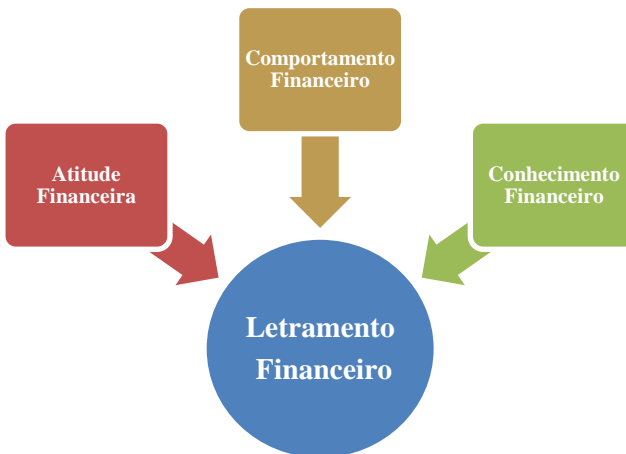 Comportamento
Financeiro
Atitude
Financeira
Conhecimento
Financeiro
Letramento
Financeiro